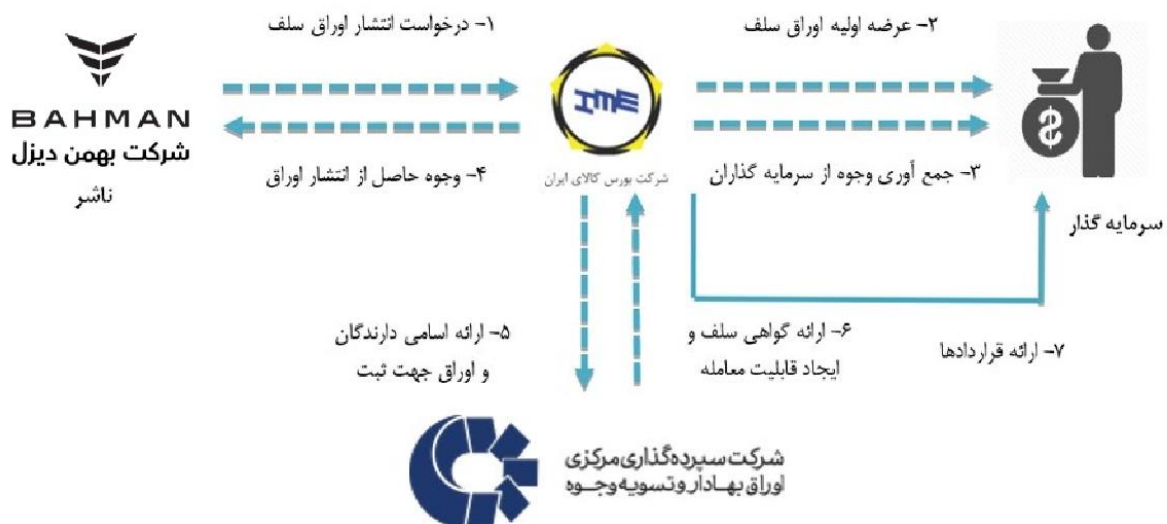 ۱- درخواست انتشار اوراق سلف
۲- عرضه اولیه اوراق سلف
BAHMAN
شرکت بهمن دیزل
ناشر
IME
شرکت بورس کالای ایران
$
۴- وجوه حاصل از انتشار اوراق
۳- جمع آوری وجوه از سرمایه گذاران
سرمایه گذار
۵- ارائه اسامی دارندگان
و اوراق جهت ثبت
۶- ارائه گواهی سلف و
ایجاد قابلیت معامله
۷- ارائه قراردادها
شرکت سپرده‌گذاری مرکزی
اوراق بهادار و تسویه وجوه